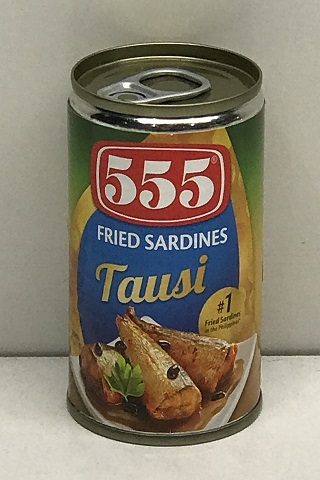 555®
FRIED SARDINES
Tausi
#1
Fried Sardines
in the Philippines*